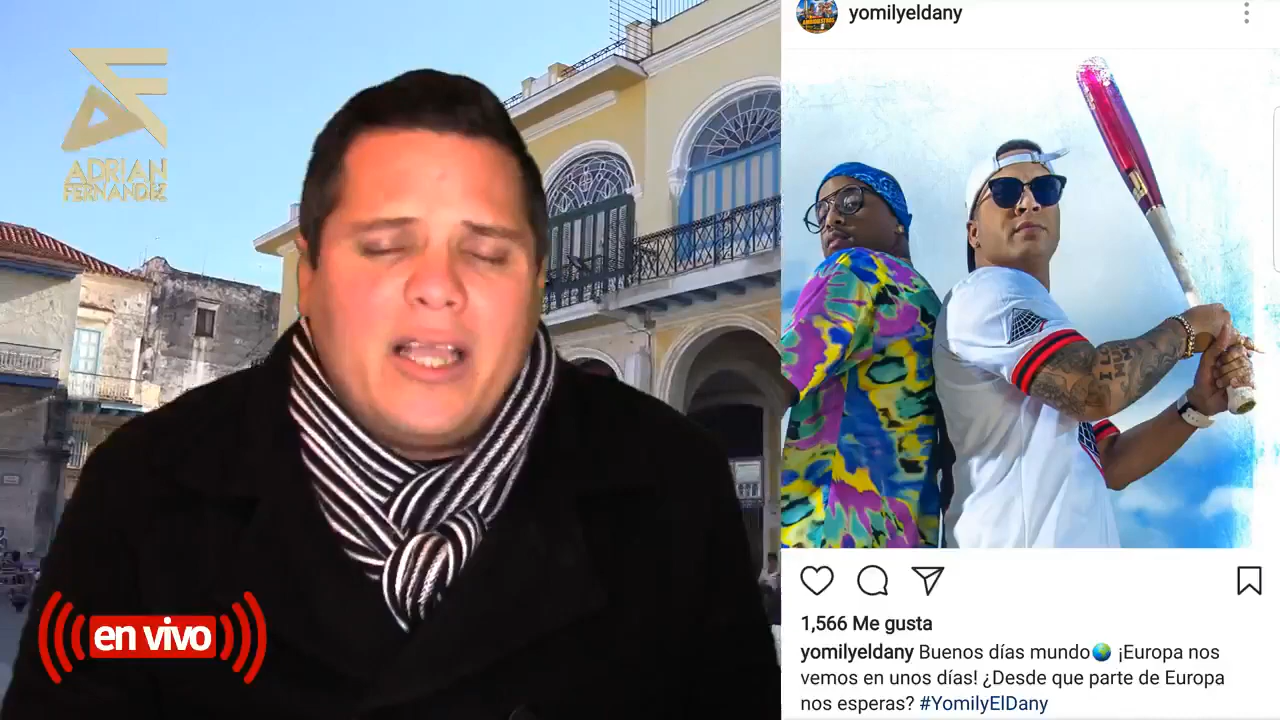 ADRIAN
FERNANDEZ
en vivo
yomilyeldany
1,566 Me gusta
yomilyeldany Buenos días mundo🌍 ¡Europa nos
vemos en unos días! ¿Desde que parte de Europa
nos esperas? #YomilyElDany